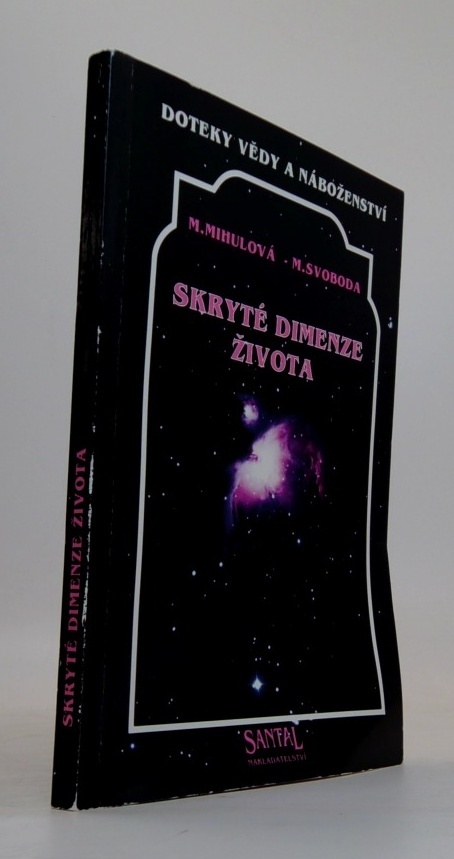 DOTEKY VĚDY A NÁBOŽENSTVÍ
M.MIHULOVÁ - M.SVOBODA
SKRYTÉ DIMENZE
ŽIVOTA
SANTAL
NAKLADATELSTVÍ
SKRYTÉ DIMENZE ŽIVOTA